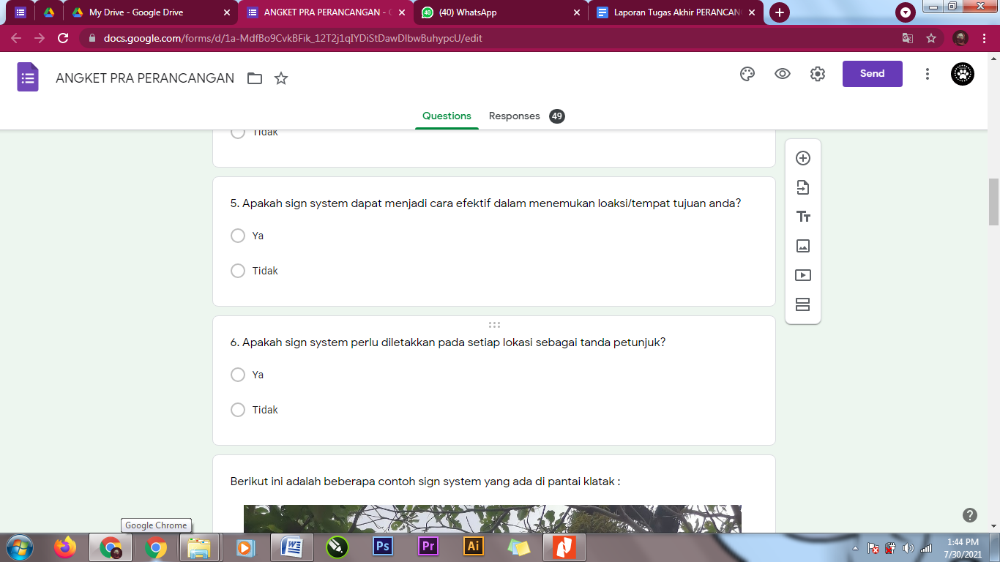 My Drive - Google Drive
ANGKET PRA PERANCANGAN -
(40) WhatsApp
Laporan Tugas Akhir PERANCAN
docs.google.com/forms/d/1a-MdfBo9CvkBFik_12T2j1qIYDiStDawDlbwBuhypcU/edit
ANGKET PRA PERANCANGAN
Send
Questions
Responses 49
Tidak
5. Apakah sign system dapat menjadi cara efektif dalam menemukan loaksi/tempat tujuan anda?
Ya
Tidak
6. Apakah sign system perlu diletakkan pada setiap lokasi sebagai tanda petunjuk?
Ya
Tidak
Berikut ini adalah beberapa contoh sign system yang ada di pantai klatak :
Google Chrome
Ps
Pr
Ai
1:44 PM
7/30/2021